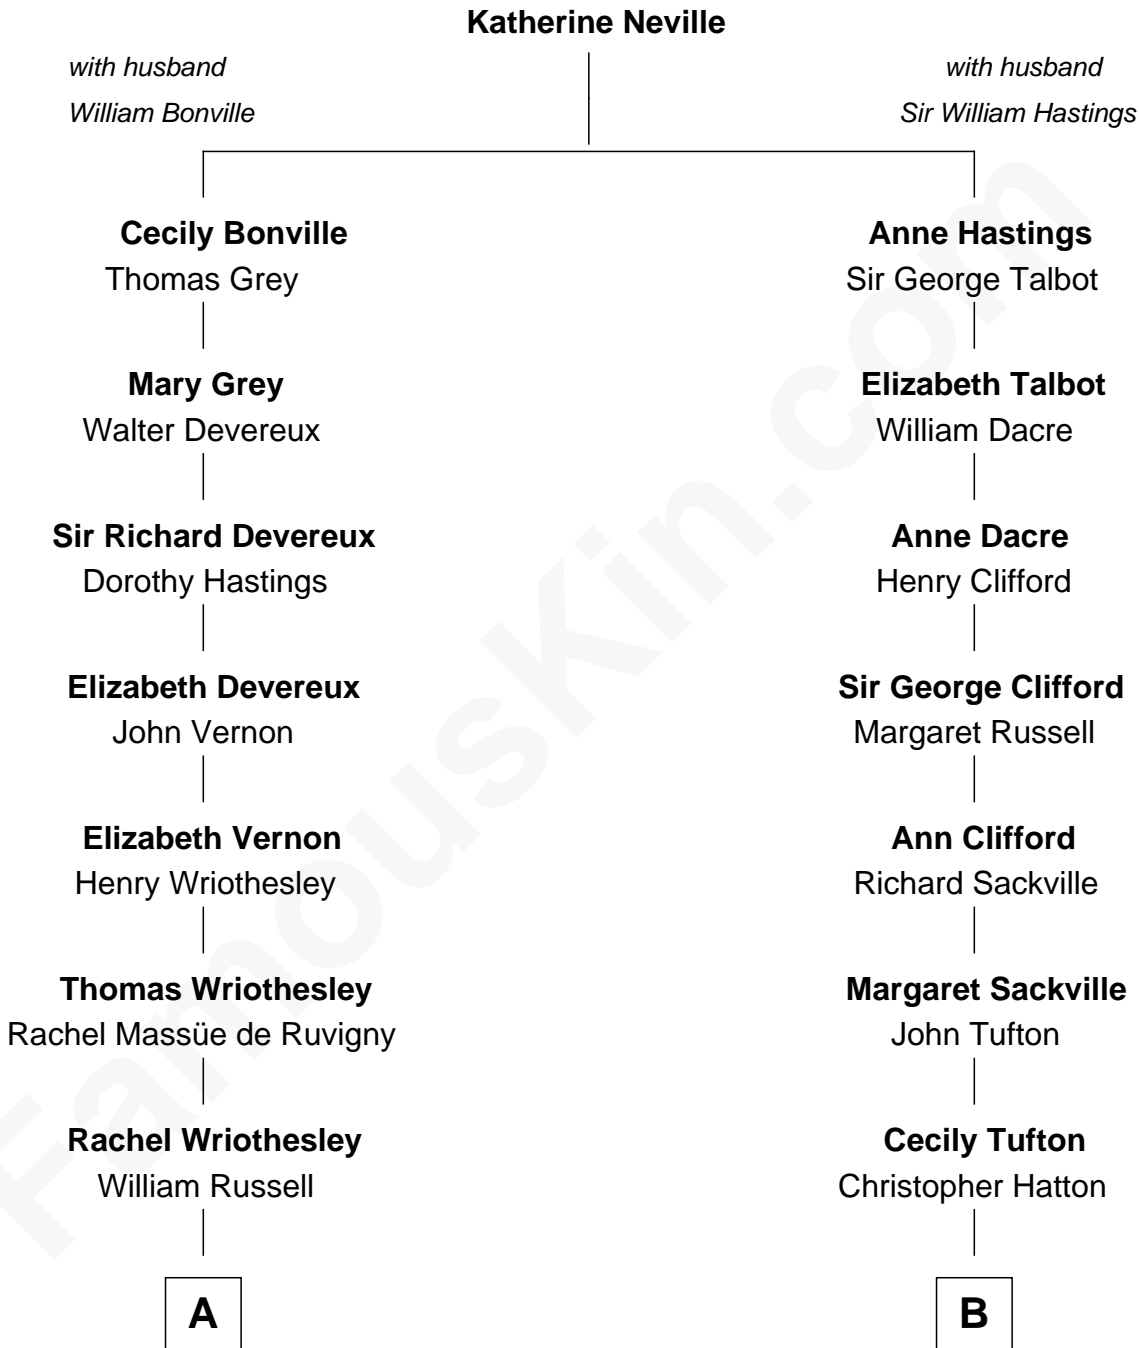 Katherine Neville
with husband
William Bonville
with husband
Sir William Hastings
Cecily Bonville
Thomas Grey
Anne Hastings
Sir George Talbot
Mary Grey
Walter Devereux
Elizabeth Talbot
William Dacre
Sir Richard Devereux
Dorothy Hastings
Anne Dacre
Henry Clifford
Elizabeth Devereux
John Vernon
Sir George Clifford
Margaret Russell
Elizabeth Vernon
Henry Wriothesley
Ann Clifford
Richard Sackville
Thomas Wriothesley
Rachel Massüe de Ruvigny
Margaret Sackville
John Tufton
Rachel Wriothesley
William Russell
Cecily Tufton
Christopher Hatton
A
B
FamousKin.com